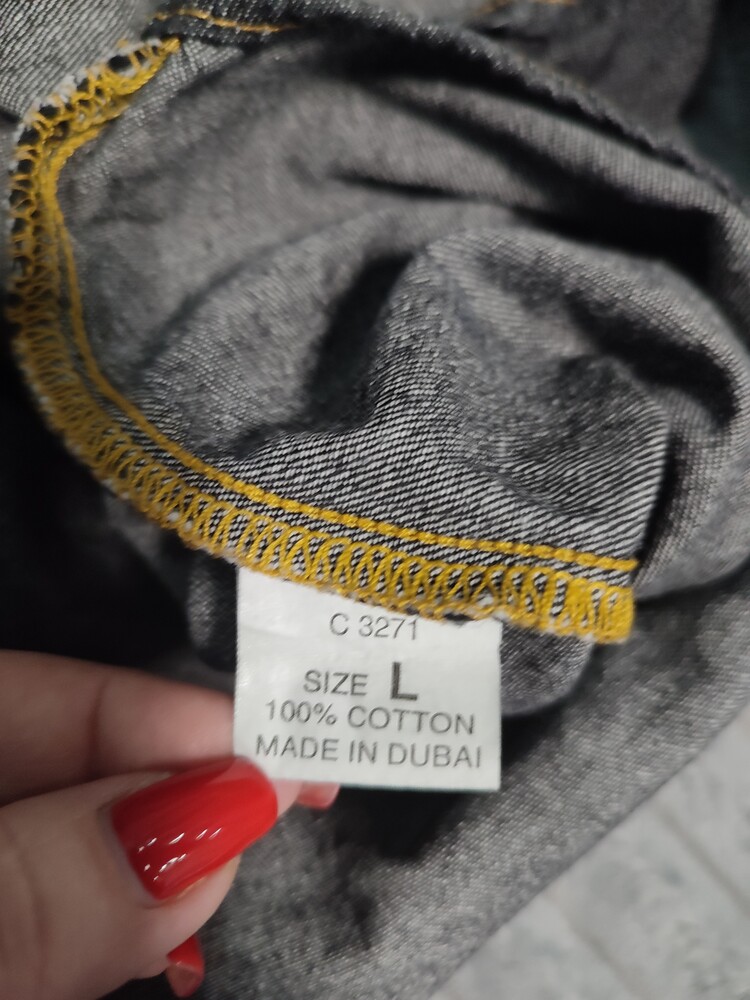 C 3271
SIZE L
100% COTTON
MADE IN DUBAI